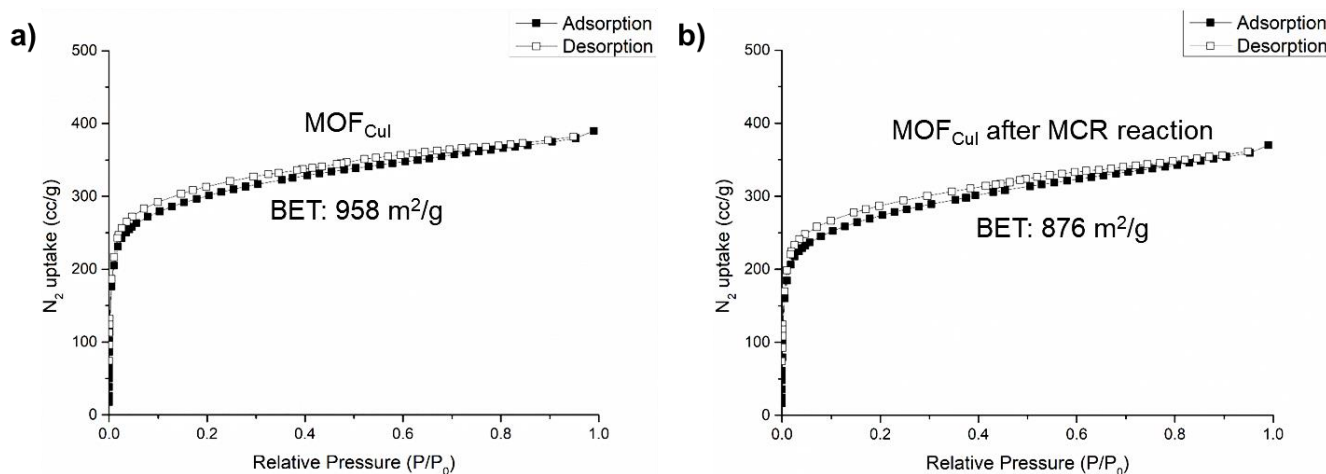 a)
Adsorption
Desorption
500
400
300
200
100
0
N₂ uptake (cc/g)
MOF_CuI
BET: 958 m²/g
0.0 0.2 0.4 0.6 0.8 1.0
Relative Pressure (P/P₀)
b)
Adsorption
Desorption
500
400
300
200
100
0
N₂ uptake (cc/g)
MOF_CuI after MCR reaction
BET: 876 m²/g
0.0 0.2 0.4 0.6 0.8 1.0
Relative Pressure (P/P₀)